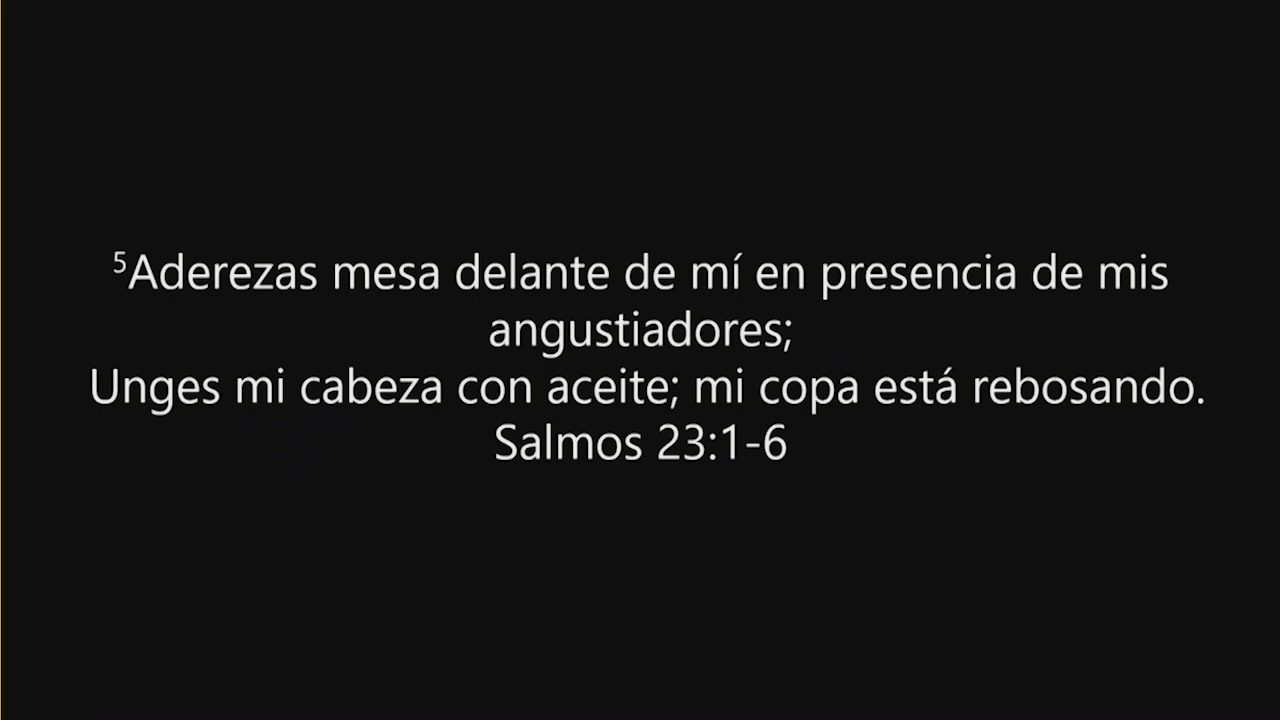 ⁵Aderezas mesa delante de mí en presencia de mis
angustiadores;
Unges mi cabeza con aceite; mi copa está rebosando.
Salmos 23:1-6